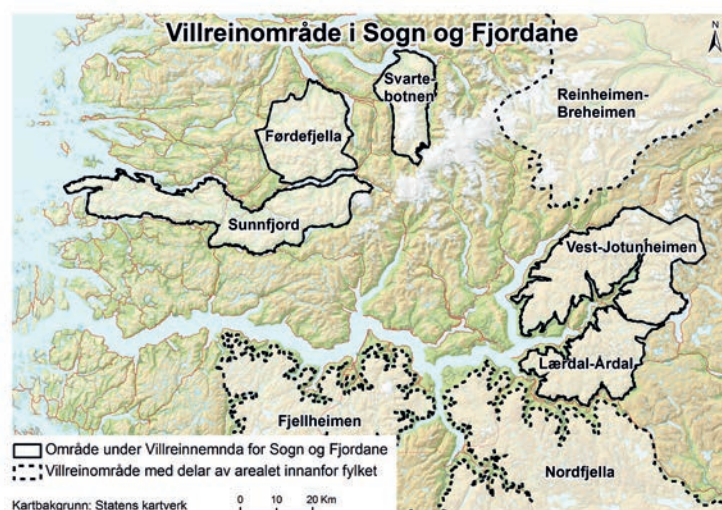 Villreinområde i Sogn og Fjordane
N
Svarte-
botnen
Reinheimen-
Breheimen
Førdefjella
Sunnfjord
Vest-Jotunheimen
Lærdal-Årdal
Fjellheimen
Nordfjella
Område under Villreinnemnda for Sogn og Fjordane
Villreinområde med delar av arealet innanfor fylket
Kartbakgrunn: Statens kartverk
0 10 20 Km